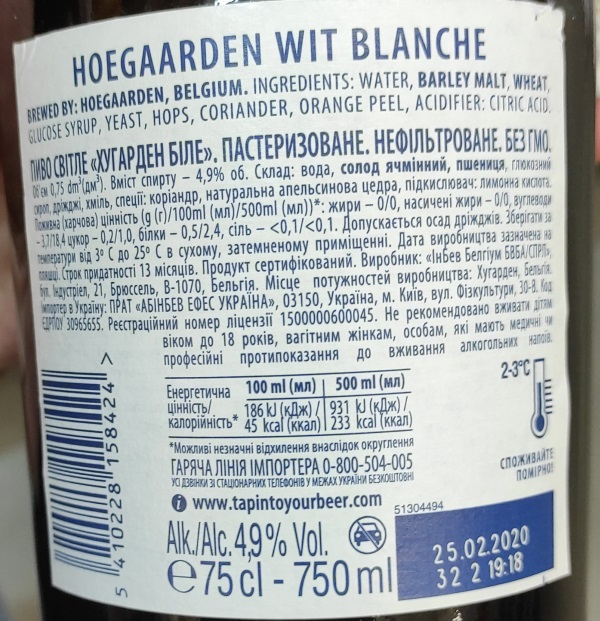 HOEGAARDEN WIT BLANCHE
BREWED BY: HOEGAARDEN, BELGIUM. INGREDIENTS: WATER, BARLEY MALT, WHEAT,
GLUCOSE SYRUP, YEAST, HOPS, CORIANDER, ORANGE PEEL, ACIDIFIER: CITRIC ACID.
ПИВО СВІТЛЕ «ХУГАРДЕН БІЛЕ». ПАСТЕРИЗОВАНЕ. НЕФІЛЬТРОВАНЕ. БЕЗ ГМО.
Об'єм 0,75 dm³(дм³). Вміст спирту – 4,9% об. Склад: вода, солод ячмінний, пшениця, глюкозний
сироп, дріжджі, хміль, спеції: коріандр, натуральна апельсинова цедра, підкислювач: лимонна кислота.
Поживна (харчова) цінність (g (г)/100ml (мл)/500ml (мл))*: жири – 0/0, насичені жири – 0/0, вуглеводи
– 3,7/18,4 цукор – 0,2/1,0, білки – 0,5/2,4, сіль – <0,1/<0,1. Допускається осад дріжджів. Зберігати за
температури від 3° С до 25° С в сухому, затемненому приміщенні. Дата виробництва зазначена на
пляшці. Строк придатності 13 місяців. Продукт сертифікований. Виробник: «ІнБев Белгіум БВБА/СПРЛ»,
бул. Індустріел, 21, Брюссель, B-1070, Бельгія. Місце потужностей виробництва: Хугарден, Бельгія.
Імпортер в Україну: ПРАТ «АБІНБЕВ ЕФЕС УКРАЇНА», 03150, Україна, м. Київ, вул. Фізкультури, 30-В. Код
ЄДРПОУ 30965655. Реєстраційний номер ліцензії 1500000600045. Не рекомендовано вживати дітям
віком до 18 років, вагітним жінкам, особам, які мають медичні чи
професійні протипоказання до вживання алкогольних напоїв.
Енергетична цінність/ калорійність*
100 ml (мл) 500 ml (мл)
186 kJ (кДж) / 931 kJ (кДж) /
45 kcal (ккал) 233 kcal (ккал)
2-3°C
*Можливі незначні відхилення внаслідок округлення
ГАРЯЧА ЛІНІЯ ІМПОРТЕРА 0-800-504-005
УСІ ДЗВІНКИ ЗІ СТАЦІОНАРНИХ ТЕЛЕФОНІВ У МЕЖАХ УКРАЇНИ БЕЗКОШТОВНІ
СПОЖИВАЙТЕ
ПОМІРНО!
i www.tapintoyourbeer.com
51304494
Alk./Alc. 4,9% Vol.
℮75 cl - 750 ml
25.02.2020
32 2 19:18
5 410228 158424 >